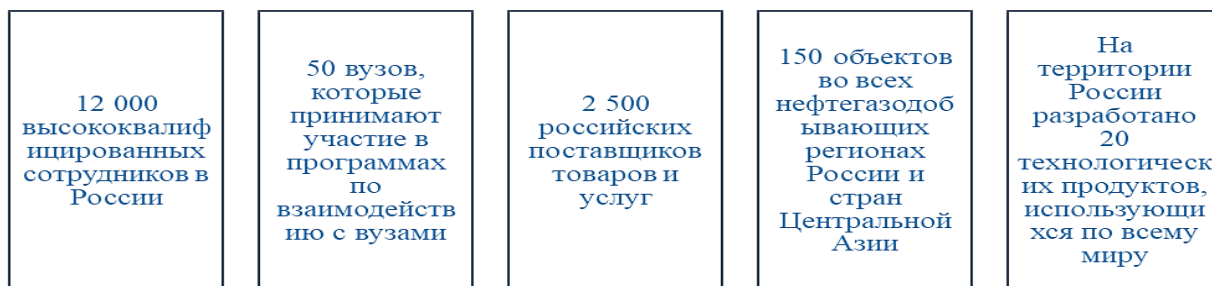 12 000
высококвалиф
ицированных
сотрудников в
России
50 вузов,
которые
принимают
участие в
программах
по
взаимодейств
ию с вузами
2 500
российских
поставщиков
товаров и
услуг
150 объектов
во всех
нефтегазодоб
ывающих
регионах
России и
стран
Центральной
Азии
На
территории
России
разработано
20
технологическ
их продуктов,
использующи
хся по всему
миру